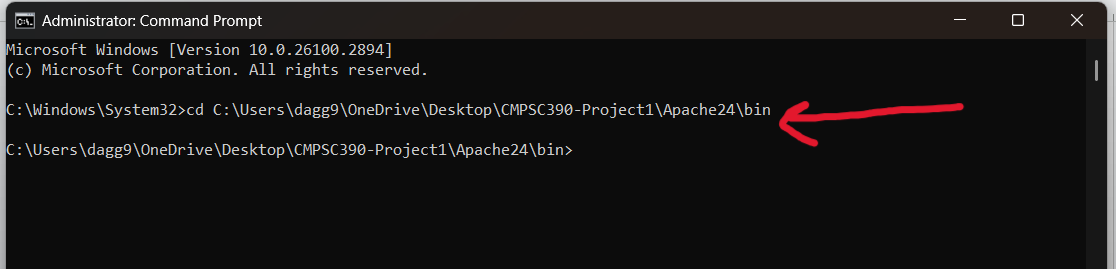 Administrator: Command Prompt
Microsoft Windows [Version 10.0.26100.2894]
(c) Microsoft Corporation. All rights reserved.
C:\Windows\System32>cd C:\Users\dagg9\OneDrive\Desktop\CMPSC390-Project1\Apache24\bin
C:\Users\dagg9\OneDrive\Desktop\CMPSC390-Project1\Apache24\bin>